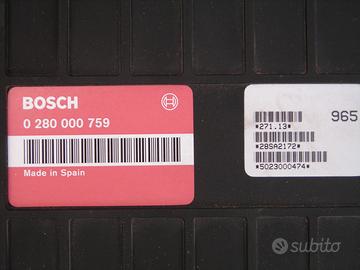 BOSCH
0 280 000 759
Made in Spain
965
*271.13*
*28SA2172*
*5023000474*
subito